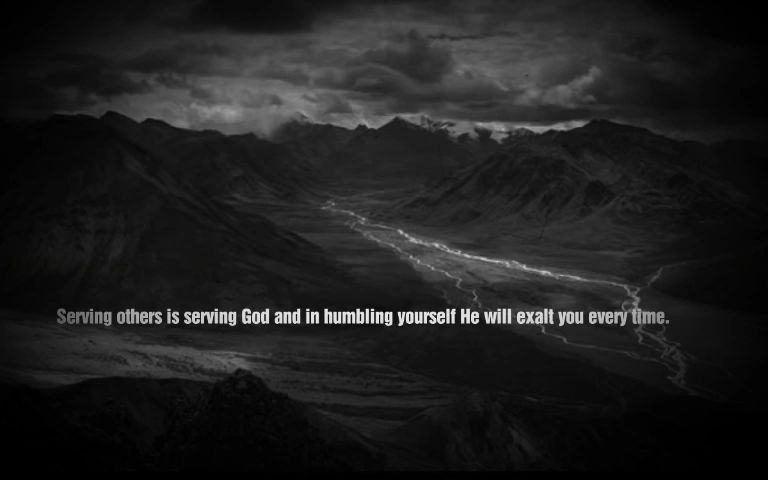 Serving others is serving God and in humbling yourself He will exalt you every time.